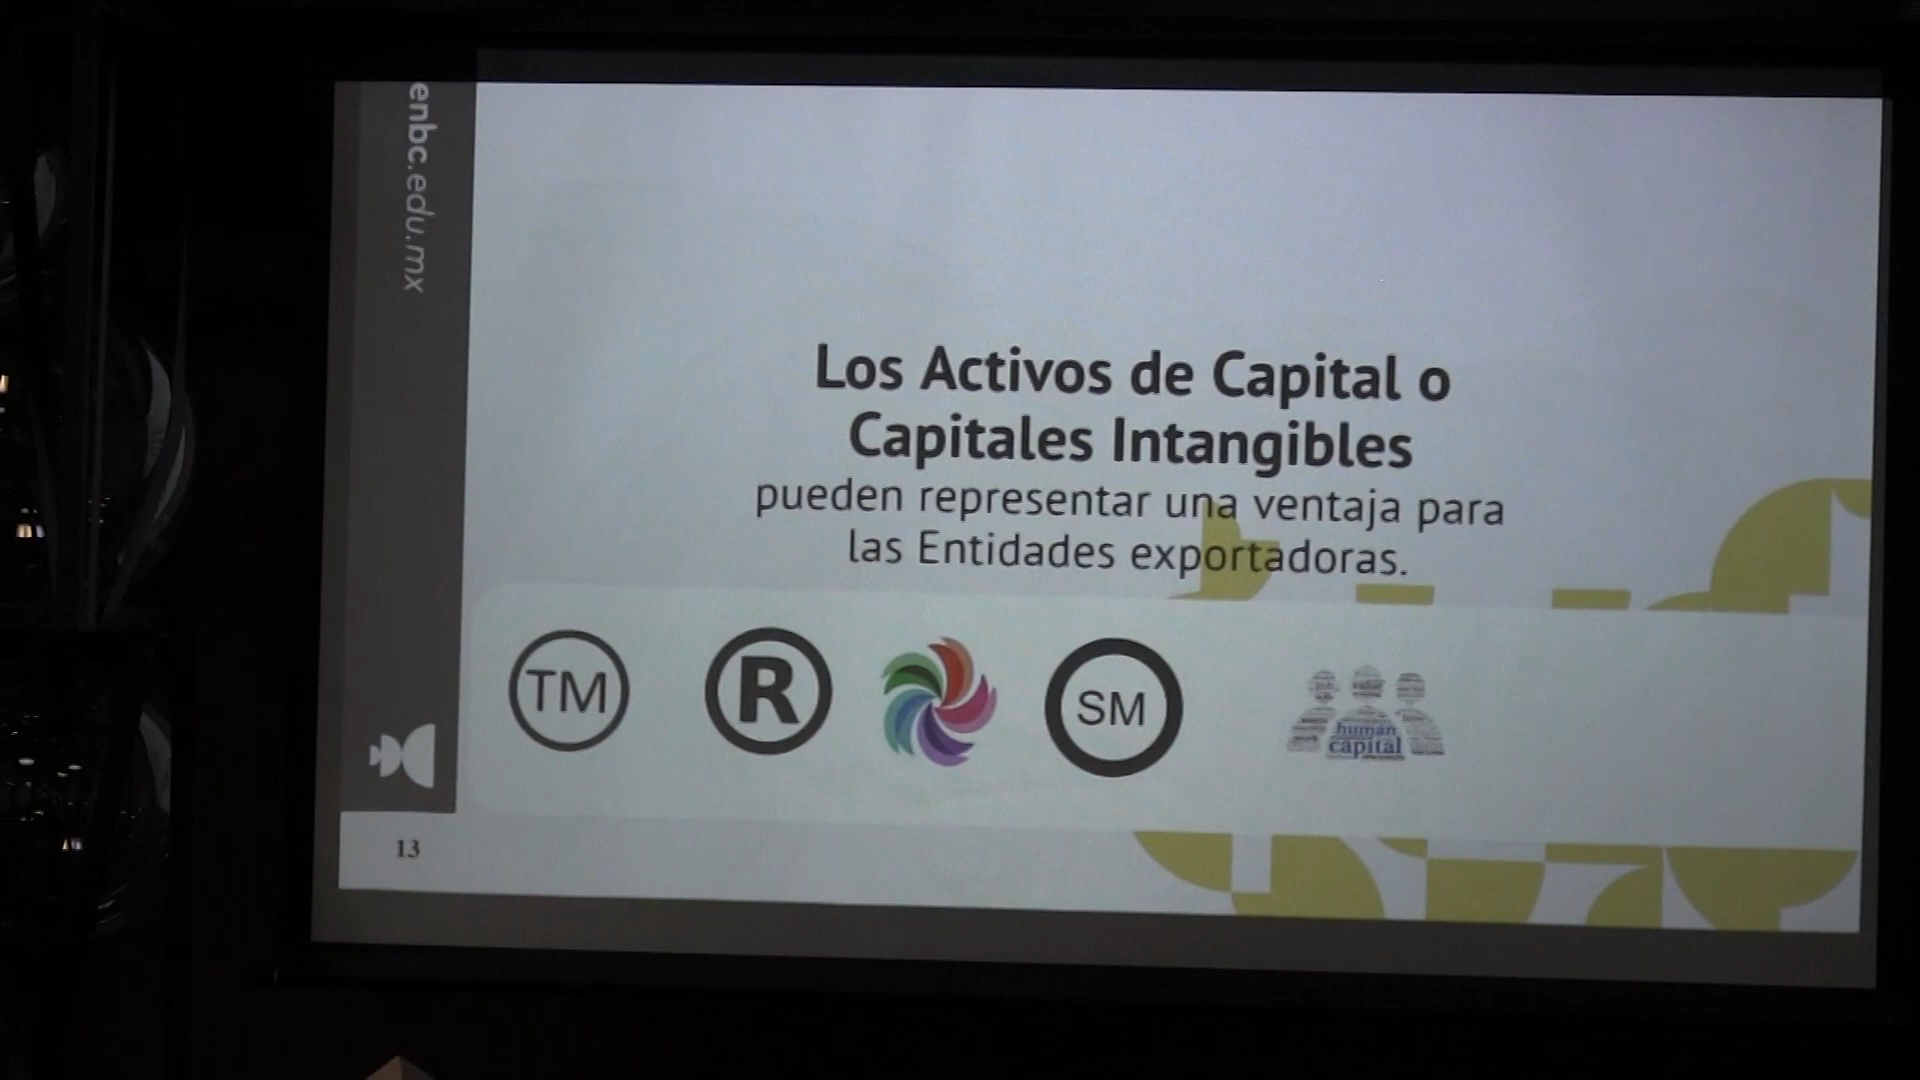 enbc.edu.mx
Los Activos de Capital o
Capitales Intangibles
pueden representar una ventaja para
las Entidades exportadoras.
TM
R
SM
human
capital
13